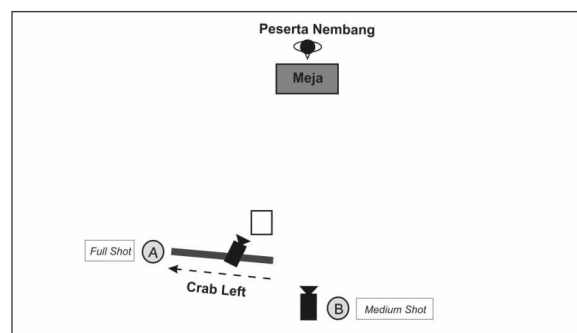 Peserta Nembang
Meja
Full Shot
A
Crab Left
B
Medium Shot